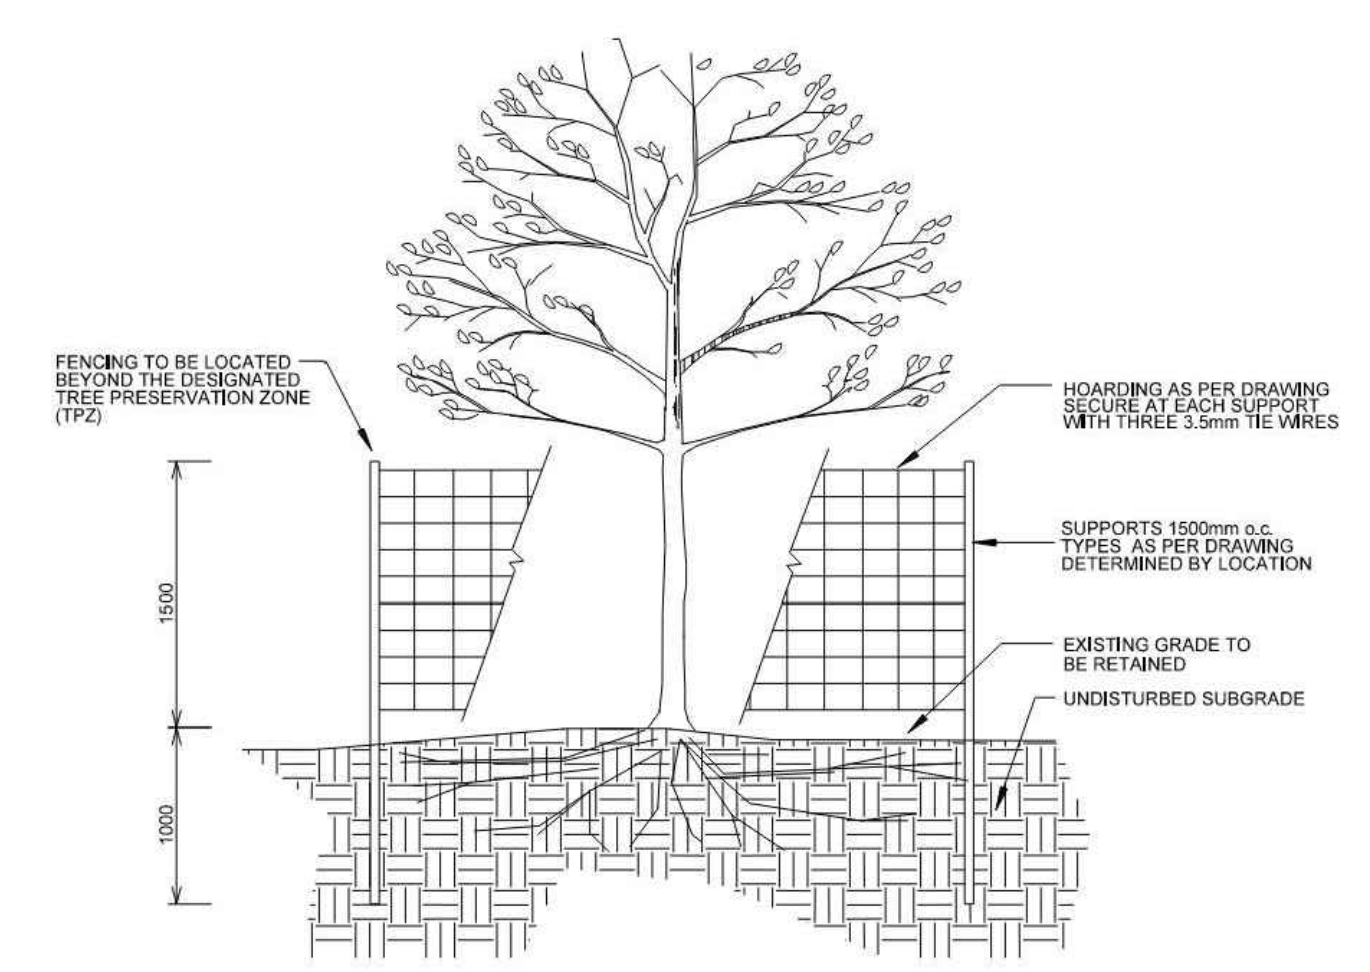 FENCING TO BE LOCATED
BEYOND THE DESIGNATED
TREE PRESERVATION ZONE
(TPZ)
HOARDING AS PER DRAWING
SECURE AT EACH SUPPORT
WITH THREE 3.5mm TIE WIRES
SUPPORTS 1500mm o.c.
TYPES AS PER DRAWING
DETERMINED BY LOCATION
1500
EXISTING GRADE TO
BE RETAINED
UNDISTURBED SUBGRADE
1000